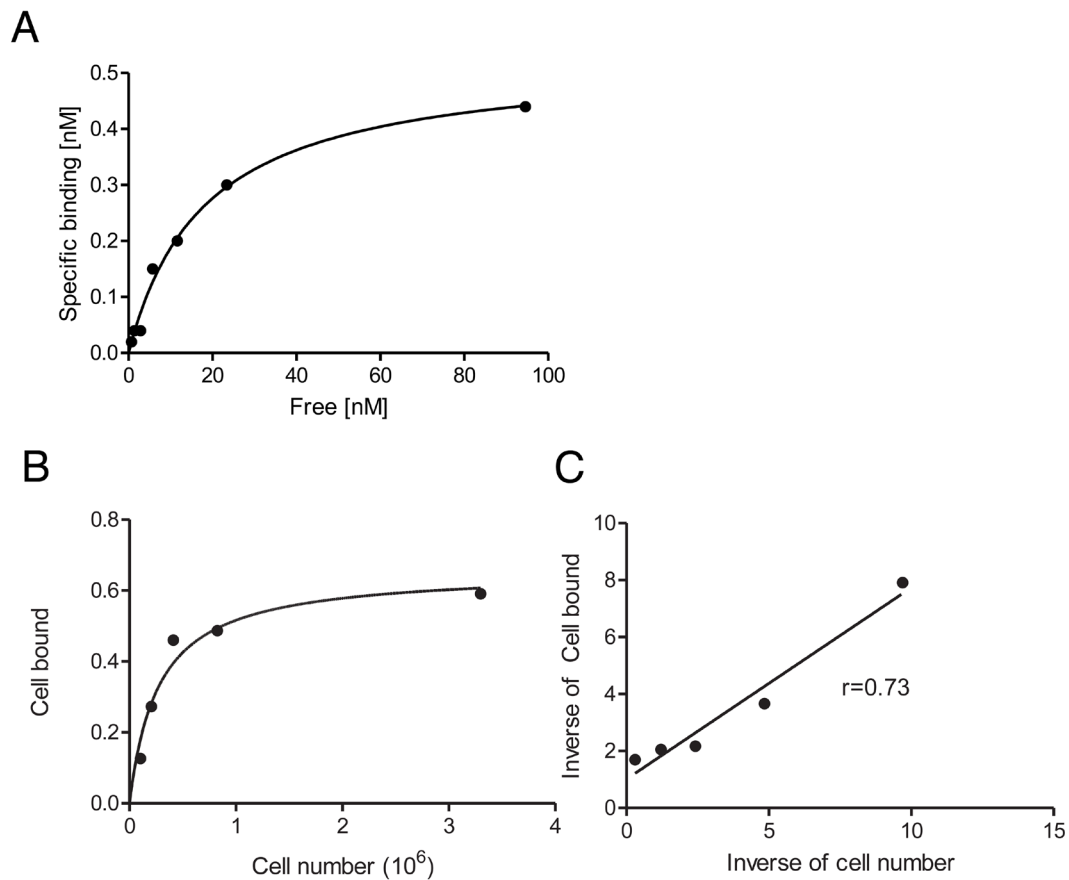 A
0.5
0.4
0.3
0.2
0.1
0.0
Specific binding [nM]
0 20 40 60 80 100
Free [nM]
B
0.8
0.6
0.4
0.2
0.0
Cell bound
0 1 2 3 4
Cell number (10⁶)
C
10
8
6
4
2
0
Inverse of Cell bound
r=0.73
0 5 10 15
Inverse of cell number